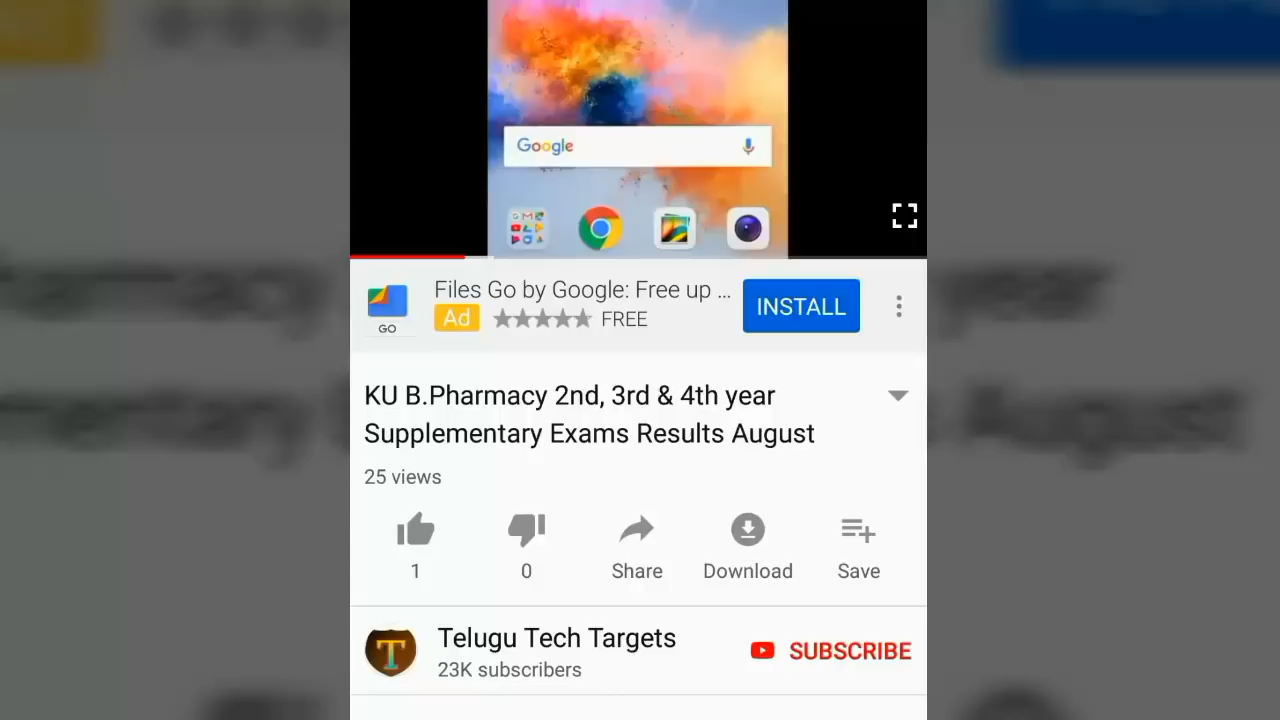 Google
Files Go by Google: Free up ...
INSTALL
GO
Ad
FREE
KU B.Pharmacy 2nd, 3rd & 4th year
Supplementary Exams Results August
25 views
1
0
Share
Download
Save
Telugu Tech Targets
SUBSCRIBE
23K subscribers